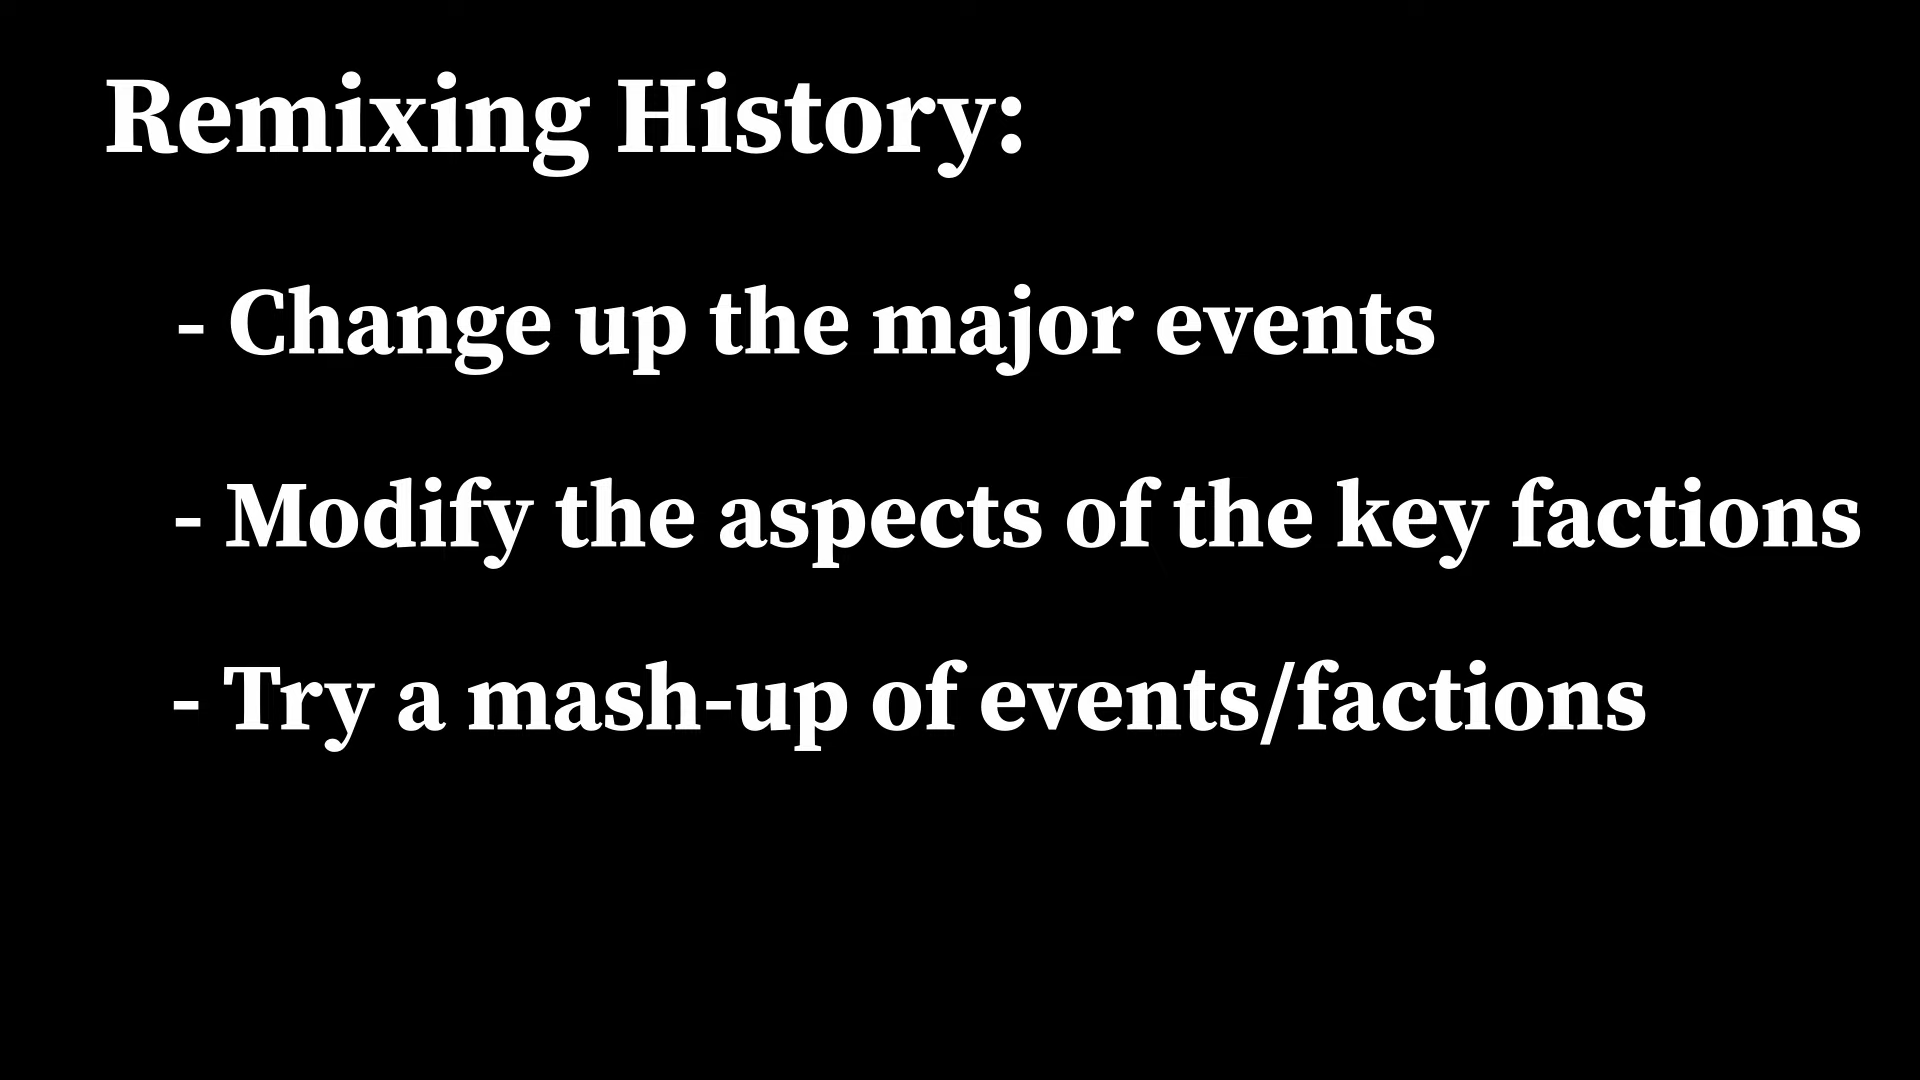 Remixing History:
- Change up the major events
- Modify the aspects of the key factions
- Try a mash-up of events/factions